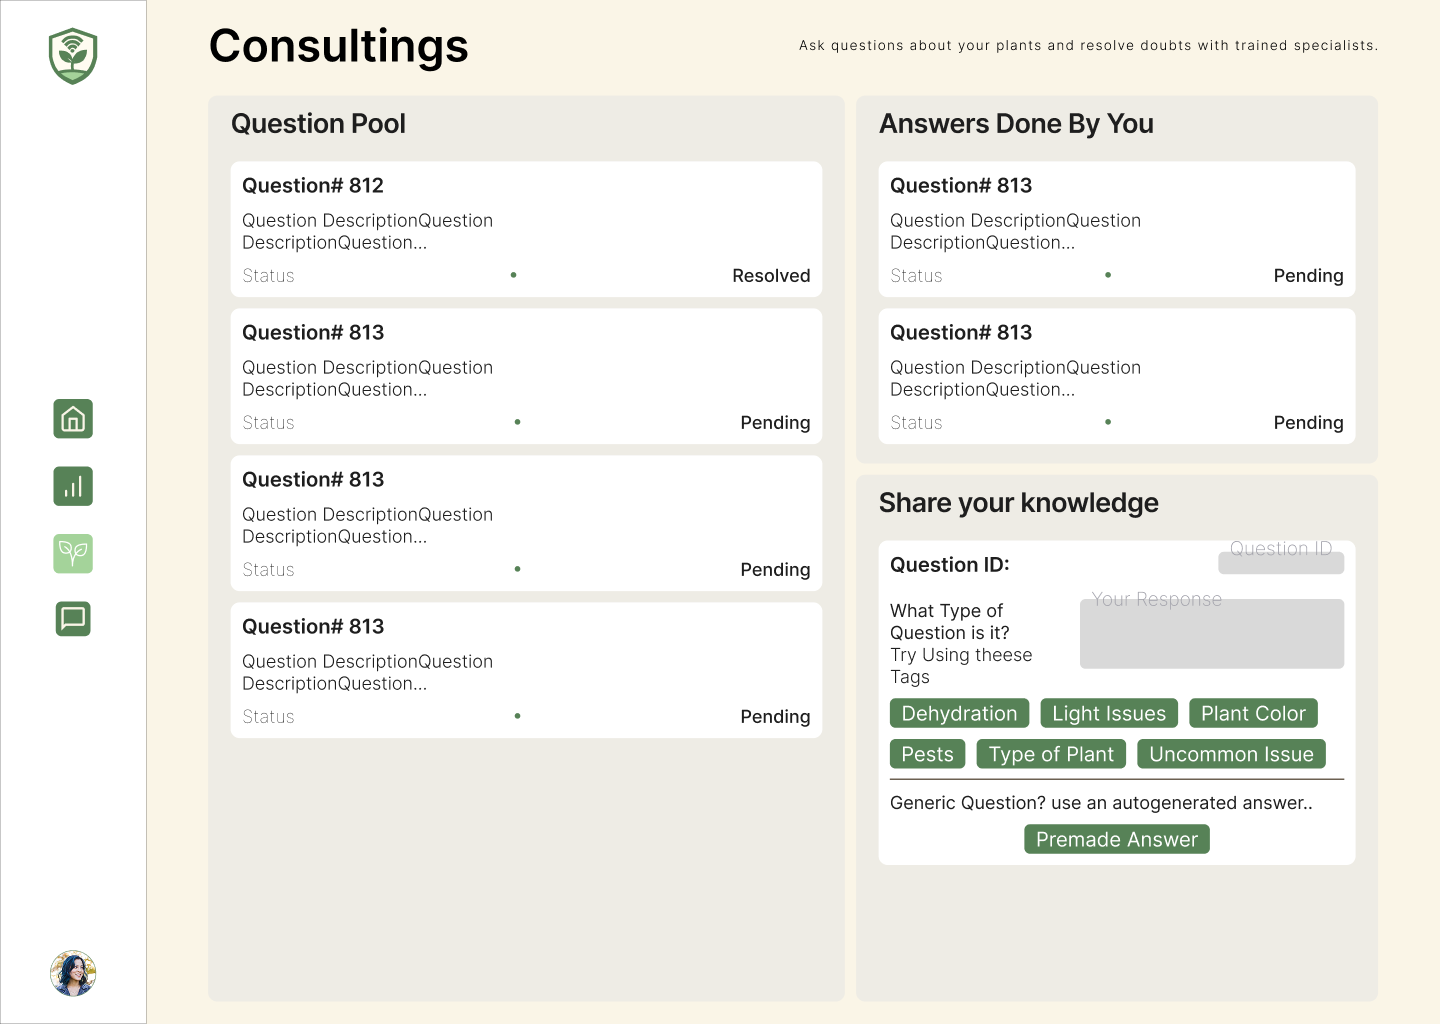 Consultings
Ask questions about your plants and resolve doubts with trained specialists.
Question Pool
Question# 812
Question DescriptionQuestion
DescriptionQuestion...
Status
Resolved
Question# 813
Question DescriptionQuestion
DescriptionQuestion...
Status
Pending
Question# 813
Question DescriptionQuestion
DescriptionQuestion...
Status
Pending
Question# 813
Question DescriptionQuestion
DescriptionQuestion...
Status
Pending
Answers Done By You
Question# 813
Question DescriptionQuestion
DescriptionQuestion...
Status
Pending
Question# 813
Question DescriptionQuestion
DescriptionQuestion...
Status
Pending
Share your knowledge
Question ID:
Question ID
What Type of
Question is it?
Try Using theese
Tags
Your Response
Dehydration
Light Issues
Plant Color
Pests
Type of Plant
Uncommon Issue
Generic Question? use an autogenerated answer..
Premade Answer